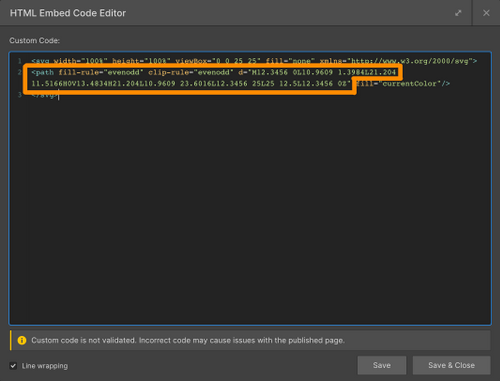 HTML Embed Code Editor
Custom Code:
1 <svg width="100%" height="100%" viewBox="0 0 25 25" fill="none" xmlns="http://www.w3.org/2000/svg">
2 <path fill-rule="evenodd" clip-rule="evenodd" d="M12.3456 0L10.9609 1.3984L21.204
11.5166H0V13.4834H21.204L10.9609 23.6016L12.3456 25L25 12.5L12.3456 0Z" fill="currentColor"/>
3 </svg>
Custom code is not validated. Incorrect code may cause issues with the published page.
Line wrapping
Save
Save & Close